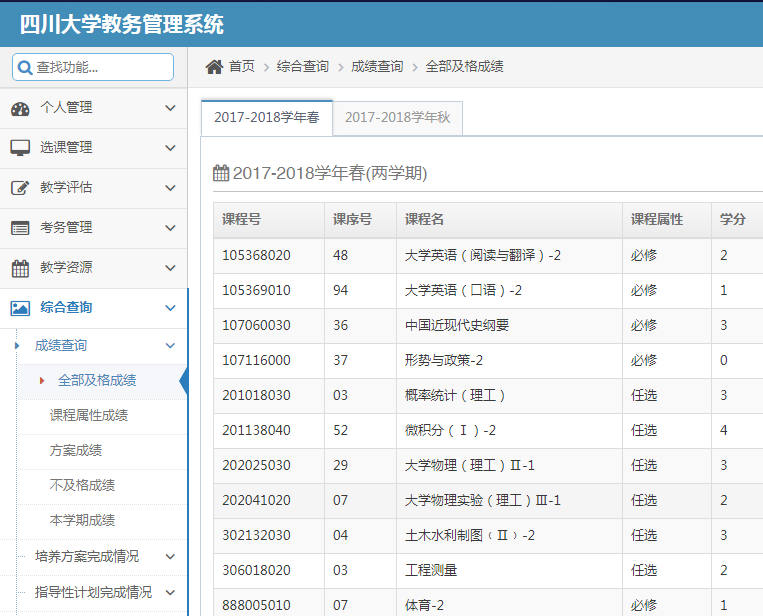 四川大学教务管理系统
查找功能...
首页 综合查询 成绩查询 全部及格成绩
个人管理
选课管理
教学评估
考务管理
教学资源
综合查询
成绩查询
全部及格成绩
课程属性成绩
方案成绩
不及格成绩
本学期成绩
培养方案完成情况
指导性计划完成情况
2017-2018学年春 2017-2018学年秋
2017-2018学年春(两学期)
课程号 课序号 课程名 课程属性 学分
105368020 48 大学英语（阅读与翻译）-2 必修 2
105369010 94 大学英语（口语）-2 必修 1
107060030 36 中国近现代史纲要 必修 3
107116000 37 形势与政策-2 必修 0
201018030 03 概率统计（理工） 任选 3
201138040 52 微积分（Ⅰ）-2 任选 4
202025030 29 大学物理（理工）Ⅱ-1 任选 3
202041020 07 大学物理实验（理工）Ⅲ-1 任选 2
302132030 04 土木水利制图﹙Ⅱ﹚-2 任选 3
306018020 03 工程测量 任选 2
888005010 07 体育-2 必修 1